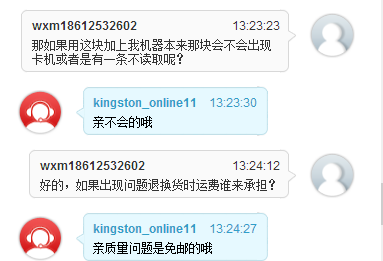 wxm18612532602 13:23:23
那如果用这块加上我机器本来那块会不会出现
卡机或者是有一条不读取呢？
kingston_online11 13:23:30
亲不会的哦
wxm18612532602 13:24:12
好的，如果出现问题退换货时运费谁来承担？
kingston_online11 13:24:27
亲质量问题是免邮的哦